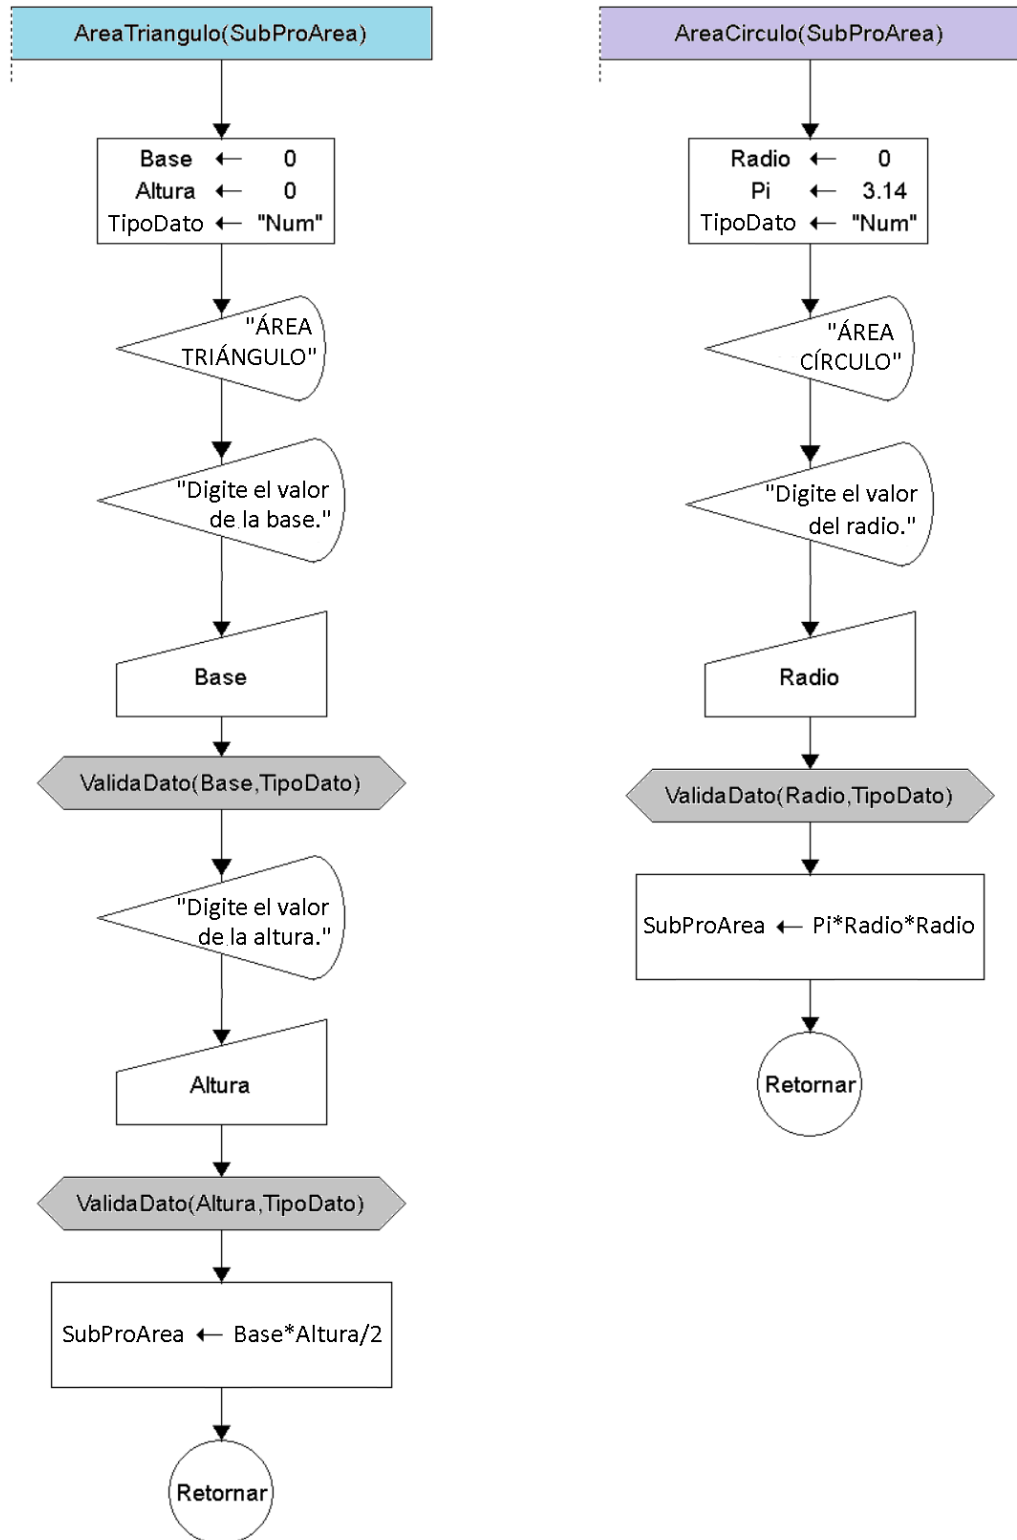 AreaTriangulo(SubProArea)
Base ← 0
Altura ← 0
TipoDato ← "Num"
"ÁREA
TRIÁNGULO"
"Digite el valor
de la base."
Base
ValidaDato(Base,TipoDato)
"Digite el valor
de la altura."
Altura
ValidaDato(Altura,TipoDato)
SubProArea ← Base*Altura/2
Retornar
AreaCirculo(SubProArea)
Radio ← 0
Pi ← 3.14
TipoDato ← "Num"
"ÁREA
CÍRCULO"
"Digite el valor
del radio."
Radio
ValidaDato(Radio,TipoDato)
SubProArea ← Pi*Radio*Radio
Retornar